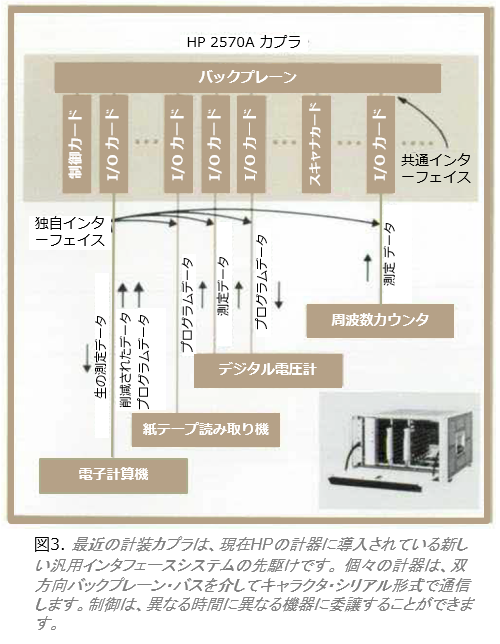 HP 2570A カプラ
バックプレーン
制御カード
I/O カード
I/O カード
I/O カード
I/O カード
スキャナカード
I/O カード
共通インタ
ーフェイス
独自インタ
ーフェイス
生の測定データ
削減されたデータ
プログラムデータ
プログラムデータ
測定データ
プログラムデータ
測定 データ
周波数カウンタ
デジタル電圧計
紙テープ読み取り機
電子計算機
図3. 最近の計装カプラは、現在HPの計器に導入されている新し
い汎用インタフェースシステムの先駆けです。個々の計器は、双
方向バックプレーン・バスを介してキャラクタ・シリアル形式で通信
します。制御は、異なる時間に異なる機器に委譲することができま
す。